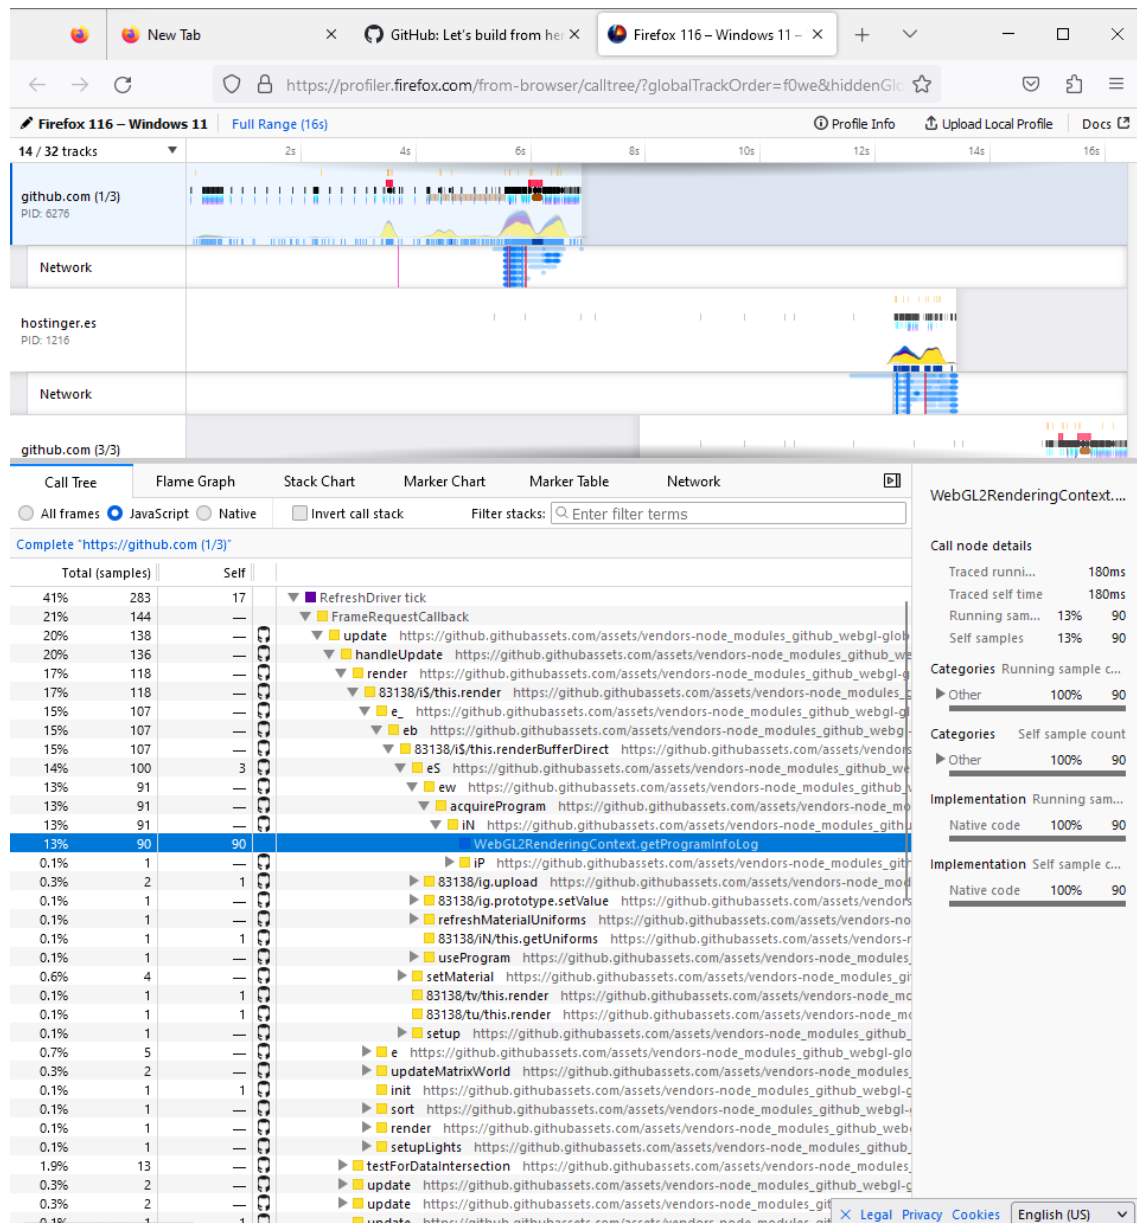 New Tab
GitHub: Let's build from her
Firefox 116 – Windows 11 –
https://profiler.firefox.com/from-browser/calltree/?globalTrackOrder=f0we&hiddenGlo
Firefox 116 – Windows 11 Full Range (16s) Profile Info Upload Local Profile Docs
14 / 32 tracks 2s 4s 6s 8s 10s 12s 14s 16s
github.com (1/3)
PID: 6276
Network
hostinger.es
PID: 1216
Network
github.com (3/3)
Call Tree Flame Graph Stack Chart Marker Chart Marker Table Network
All frames JavaScript Native Invert call stack Filter stacks: Enter filter terms
Complete "https://github.com (1/3)"
Total (samples) Self
41% 283 17 RefreshDriver tick
21% 144 — FrameRequestCallback
20% 138 — update https://github.githubassets.com/assets/vendors-node_modules_github_webgl-glob
20% 136 — handleUpdate https://github.githubassets.com/assets/vendors-node_modules_github_we
17% 118 — render https://github.githubassets.com/assets/vendors-node_modules_github_webgl-g
17% 118 — 83138/i$/this.render https://github.githubassets.com/assets/vendors-node_modules_g
15% 107 — e_ https://github.githubassets.com/assets/vendors-node_modules_github_webgl-gl
15% 107 — eb https://github.githubassets.com/assets/vendors-node_modules_github_webg
15% 107 — 83138/i$/this.renderBufferDirect https://github.githubassets.com/assets/vendors
14% 100 3 eS https://github.githubassets.com/assets/vendors-node_modules_github_we
13% 91 — ew https://github.githubassets.com/assets/vendors-node_modules_github_w
13% 91 — acquireProgram https://github.githubassets.com/assets/vendors-node_mo
13% 91 — iN https://github.githubassets.com/assets/vendors-node_modules_githu
13% 90 90 WebGL2RenderingContext.getProgramInfoLog
0.1% 1 — iP https://github.githubassets.com/assets/vendors-node_modules_gith
0.3% 2 1 83138/ig.upload https://github.githubassets.com/assets/vendors-node_mod
0.1% 1 — 83138/ig.prototype.setValue https://github.githubassets.com/assets/vendors
0.1% 1 — refreshMaterialUniforms https://github.githubassets.com/assets/vendors-no
0.1% 1 1 83138/iN/this.getUniforms https://github.githubassets.com/assets/vendors-r
0.1% 1 — useProgram https://github.githubassets.com/assets/vendors-node_modules_
0.6% 4 — setMaterial https://github.githubassets.com/assets/vendors-node_modules_git
0.1% 1 1 83138/tv/this.render https://github.githubassets.com/assets/vendors-node_mo
0.1% 1 1 83138/tu/this.render https://github.githubassets.com/assets/vendors-node_mo
0.1% 1 — setup https://github.githubassets.com/assets/vendors-node_modules_github_
0.7% 5 — e https://github.githubassets.com/assets/vendors-node_modules_github_webgl-glo
0.3% 2 — updateMatrixWorld https://github.githubassets.com/assets/vendors-node_modules_
0.1% 1 1 init https://github.githubassets.com/assets/vendors-node_modules_github_webgl-g
0.1% 1 — sort https://github.githubassets.com/assets/vendors-node_modules_github_webgl-g
0.1% 1 — render https://github.githubassets.com/assets/vendors-node_modules_github_web
0.1% 1 — setupLights https://github.githubassets.com/assets/vendors-node_modules_github_
1.9% 13 — testForDataIntersection https://github.githubassets.com/assets/vendors-node_modules_
0.3% 2 — update https://github.githubassets.com/assets/vendors-node_modules_github_webgl-g
0.3% 2 — update https://github.githubassets.com/assets/vendors-node_modules_git
0.1% 1 1 update https://github.githubassets.com/assets/vendors-node_modules_git
WebGL2RenderingContext....
Call node details
Traced runni... 180ms
Traced self time 180ms
Running sam... 13% 90
Self samples 13% 90
Categories Running sample c...
Other 100% 90
Categories Self sample count
Other 100% 90
Implementation Running sam...
Native code 100% 90
Implementation Self sample c...
Native code 100% 90
X Legal Privacy Cookies English (US)